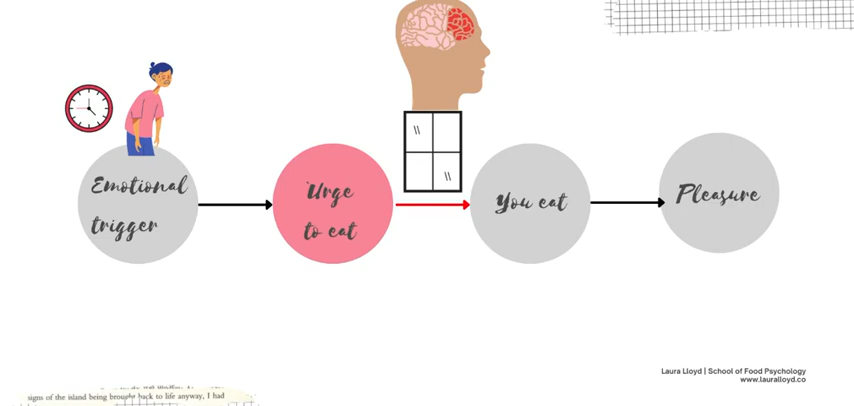 Emotional
trigger
Urge
to eat
You eat
Pleasure
Laura Lloyd | School of Food Psychology
www.lauralloyd.co
signs of the island being brought back to life anyway, I had